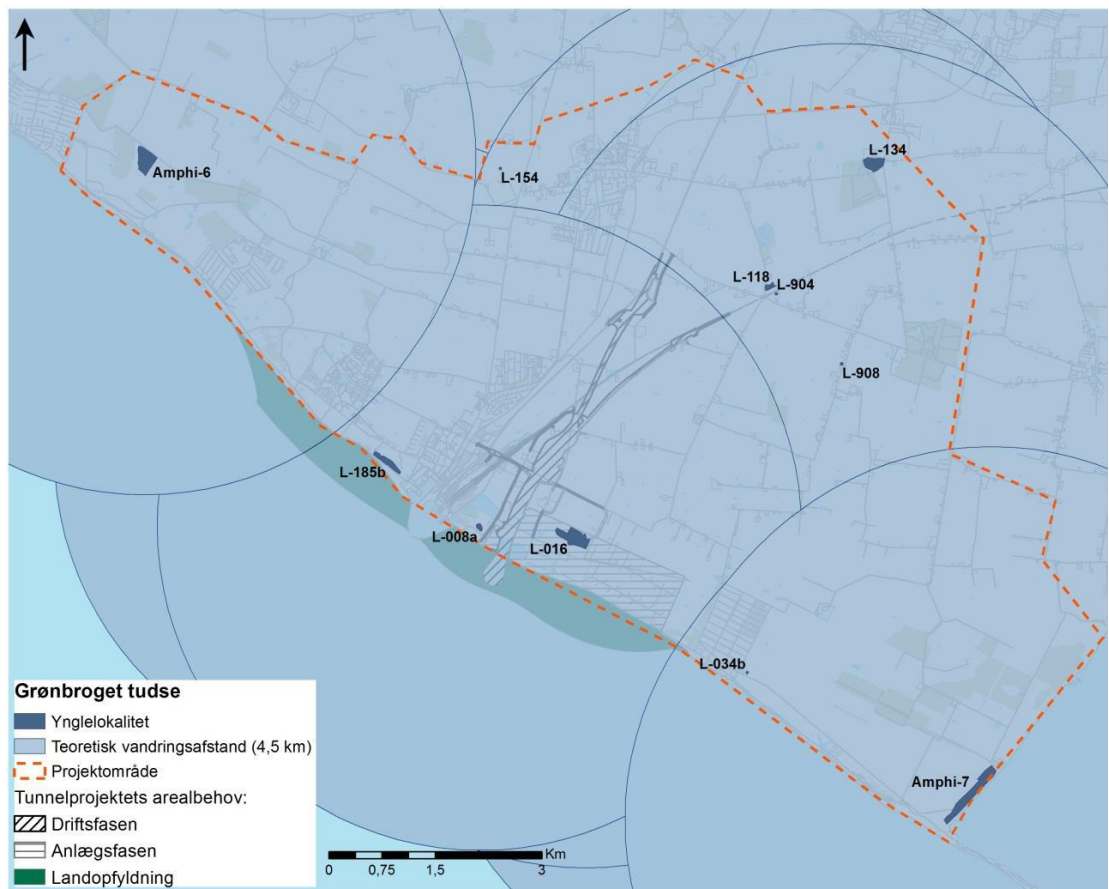 L-134
Amphi-6
L-154
L-118
L-904
L-908
L-185b
L-008a
L-016
L-034b
Amphi-7
Grønbroget tudse
Ynglelokalitet
Teoretisk vandringsafstand (4,5 km)
Projektområde
Tunnelprojektets arealbehov:
Driftsfasen
Anlægsfasen
Landopfyldning
Km
0 0,75 1,5 3